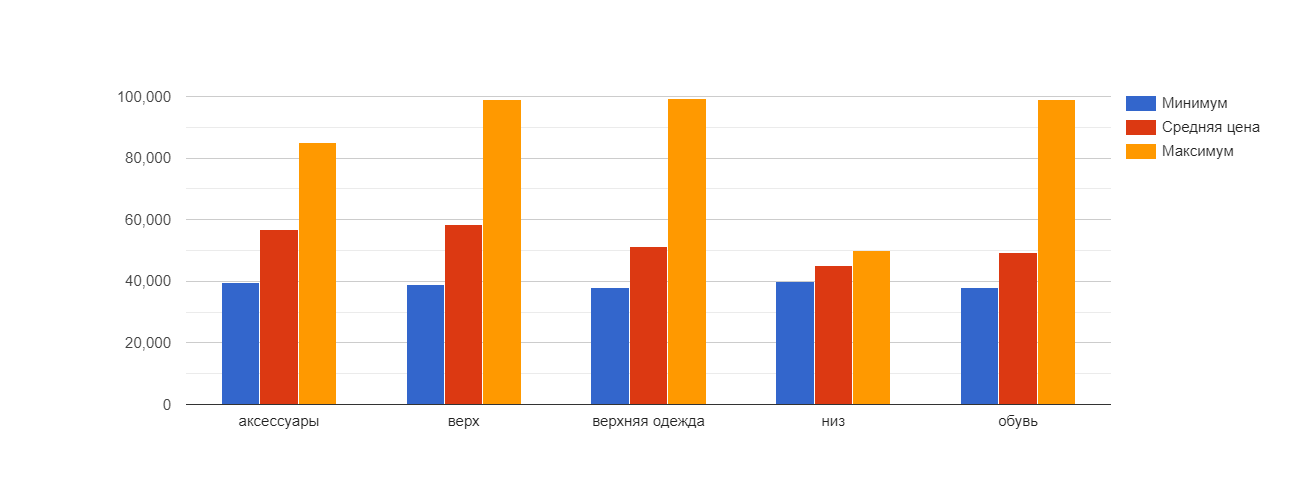 100,000
80,000
60,000
40,000
20,000
0
аксессуары
верх
верхняя одежда
низ
обувь
Минимум
Средняя цена
Максимум